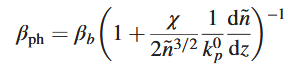 β_ph = β_b ( 1 + χ / (2ñ^{3/2}) 1 / k_p^0 dñ / dz )^{-1}